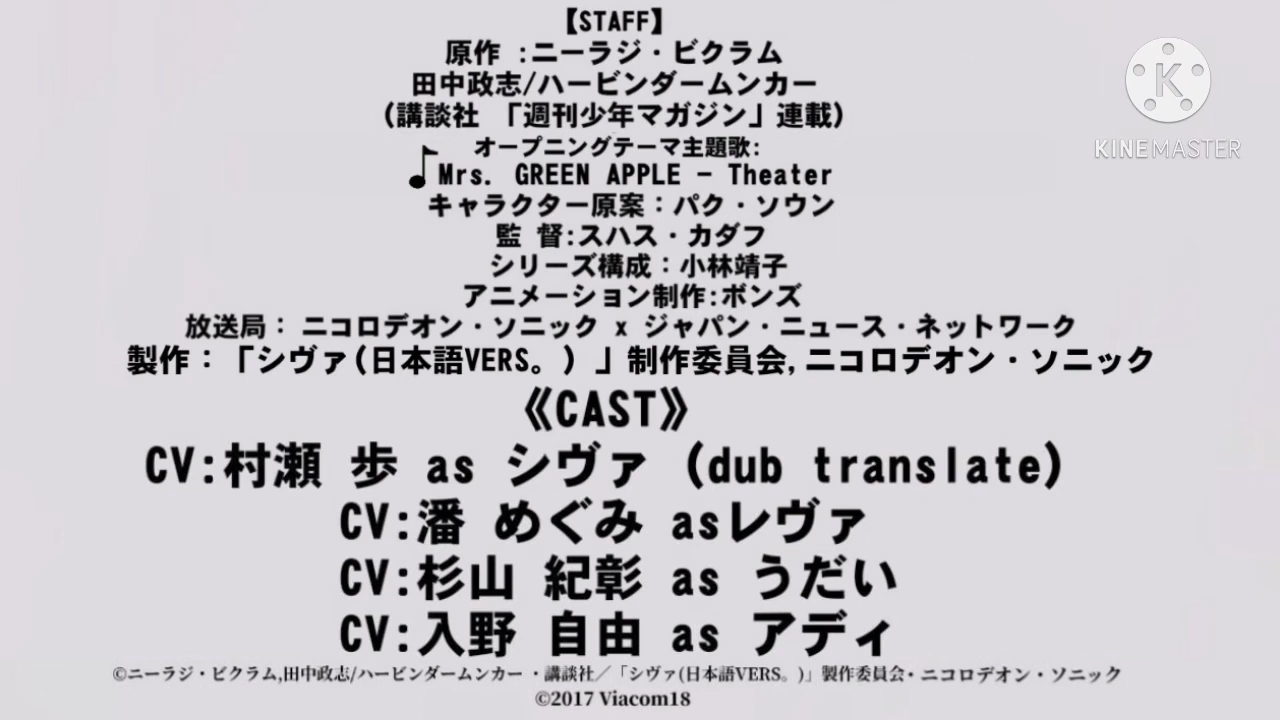 【STAFF】
原作 :ニーラジ・ビクラム
田中政志/ハービンダームンカー
(講談社 「週刊少年マガジン」連載)
オープニングテーマ主題歌:
♪Mrs. GREEN APPLE - Theater
キャラクター原案：パク・ソウン
監 督:スハス・カダフ
シリーズ構成：小林靖子
アニメーション制作:ボンズ
放送局： ニコロデオン・ソニック x ジャパン・ニュース・ネットワーク
製作：「シヴァ(日本語VERS。)」制作委員会, ニコロデオン・ソニック
《CAST》
CV:村瀬 歩 as シヴァ (dub translate)
CV:潘 めぐみ asレヴァ
CV:杉山 紀彰 as うだい
CV:入野 自由 as アディ
©ニーラジ・ビクラム,田中政志/ハービンダームンカー ・講談社／「シヴァ(日本語VERS。)」製作委員会・ニコロデオン・ソニック
©2017 Viacom18
K
KINEMASTER